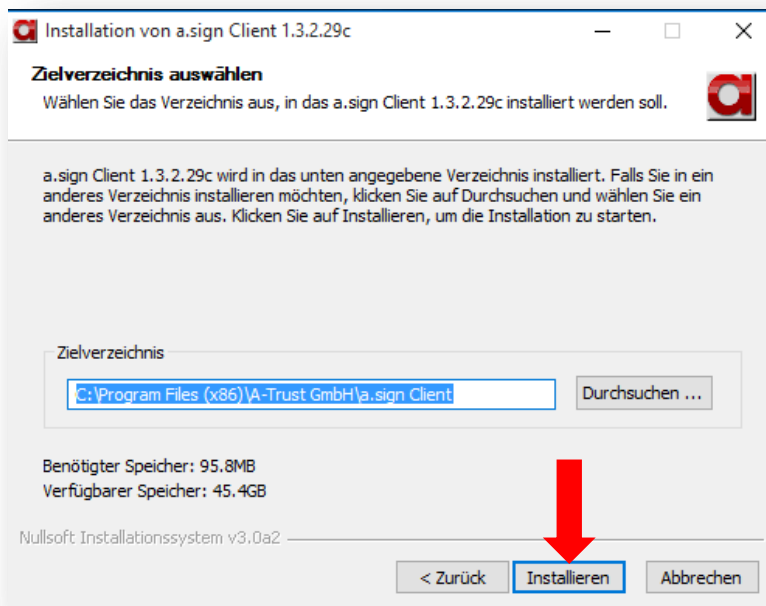 Installation von a.sign Client 1.3.2.29c
Zielverzeichnis auswählen
Wählen Sie das Verzeichnis aus, in das a.sign Client 1.3.2.29c installiert werden soll.
a.sign Client 1.3.2.29c wird in das unten angegebene Verzeichnis installiert. Falls Sie in ein
anderes Verzeichnis installieren möchten, klicken Sie auf Durchsuchen und wählen Sie ein
anderes Verzeichnis aus. Klicken Sie auf Installieren, um die Installation zu starten.
Zielverzeichnis
C:\Program Files (x86)\A-Trust GmbH\a.sign Client
Durchsuchen ...
Benötigter Speicher: 95.8MB
Verfügbarer Speicher: 45.4GB
Nullsoft Installationssystem v3.0a2
< Zurück Installieren Abbrechen